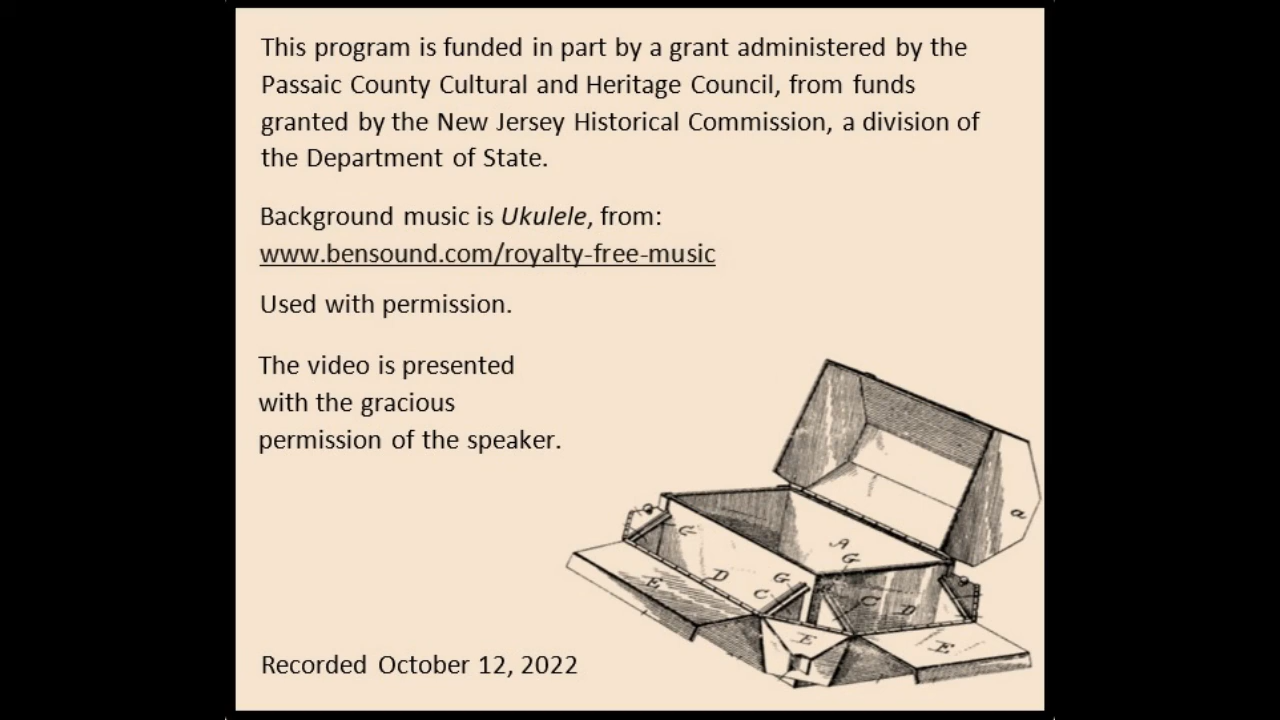 This program is funded in part by a grant administered by the
Passaic County Cultural and Heritage Council, from funds
granted by the New Jersey Historical Commission, a division of
the Department of State.
Background music is Ukulele, from:
www.bensound.com/royalty-free-music
Used with permission.
The video is presented
with the gracious
permission of the speaker.
a
C
A
G
E
D
G
C
C
D
E
E
Recorded October 12, 2022